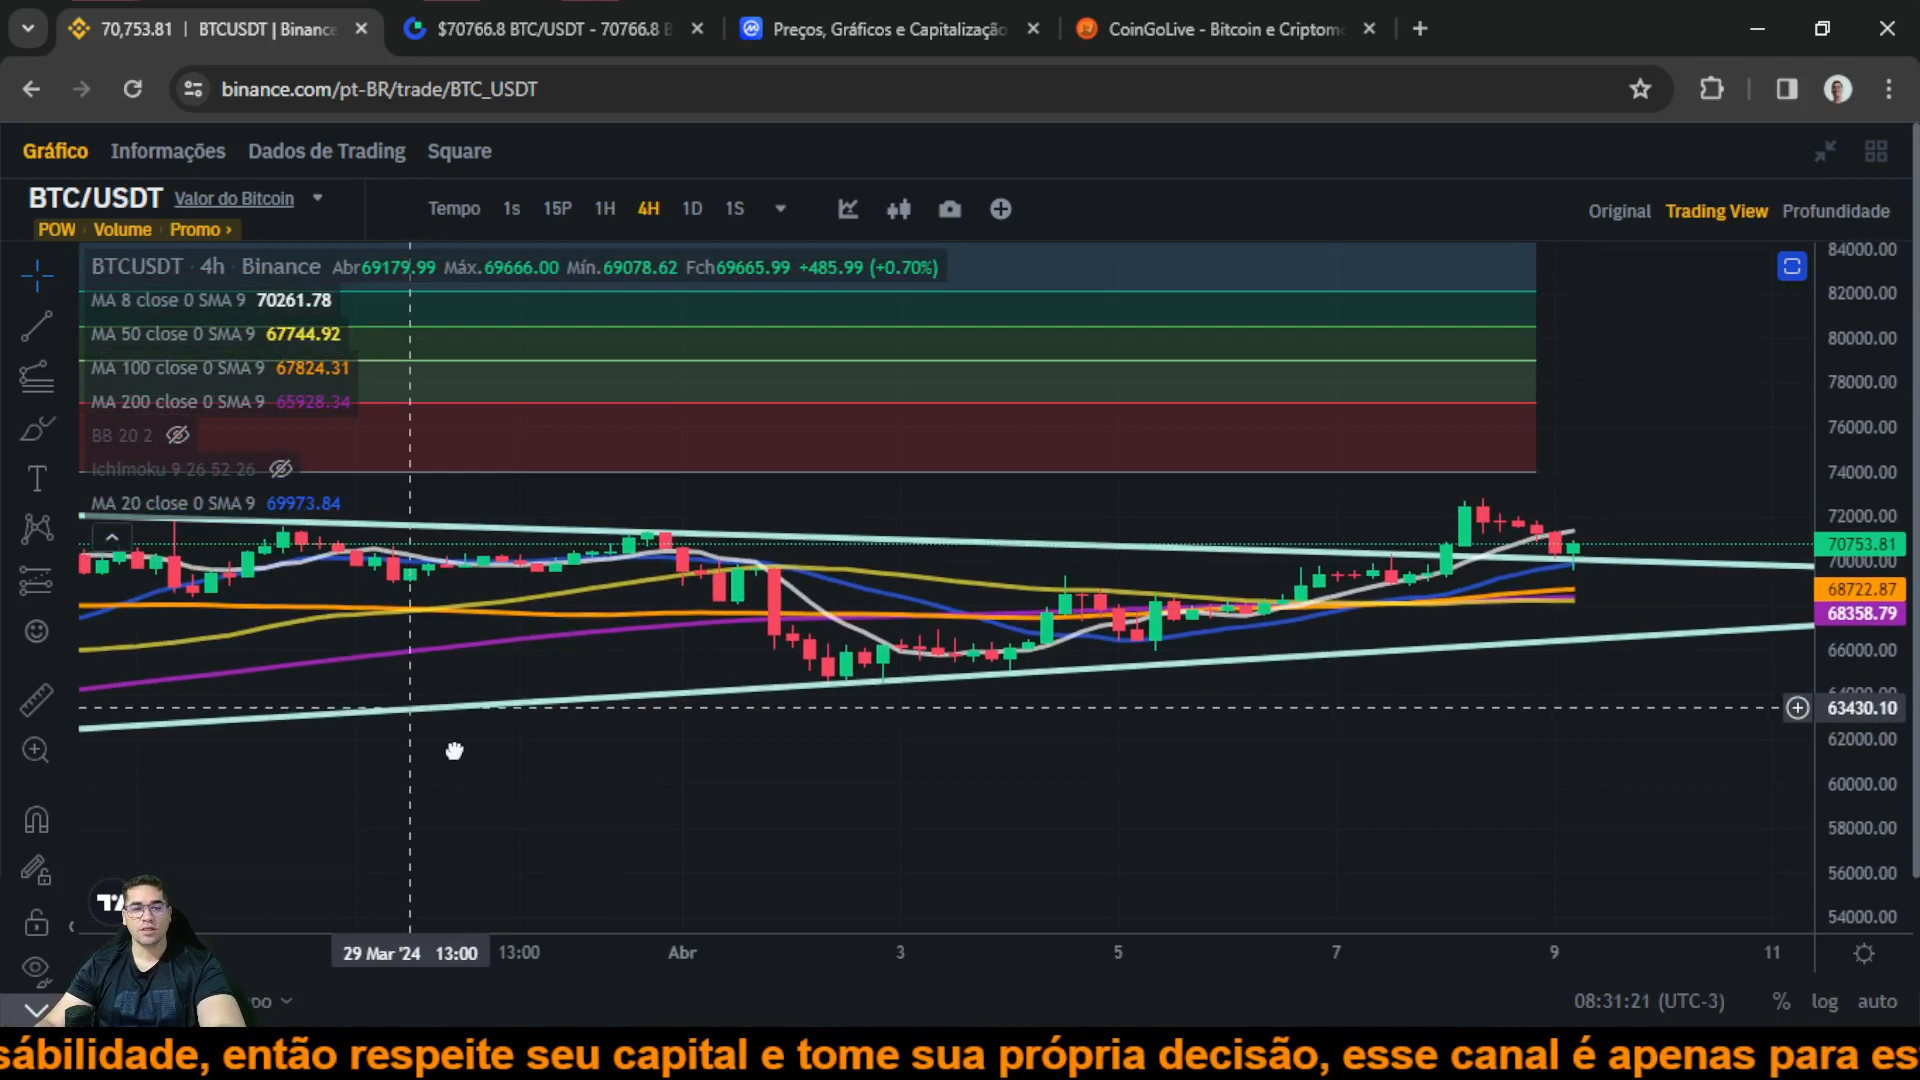 70,753.81 | BTCUSDT | Binance
$70766.8 BTC/USDT - 70766.8 B
Preços, Gráficos e Capitalização
CoinGoLive - Bitcoin e Criptomo
binance.com/pt-BR/trade/BTC_USDT
Gráfico Informações Dados de Trading Square
BTC/USDT Valor do Bitcoin
POW Volume Promo ›
Tempo 1s 15P 1H 4H 1D 1S
Original Trading View Profundidade
BTCUSDT · 4h · Binance Abr69179.99 Máx.69666.00 Mín.69078.62 Fch69665.99 +485.99 (+0.70%)
MA 8 close 0 SMA 9 70261.78
MA 50 close 0 SMA 9 67744.92
MA 100 close 0 SMA 9 67824.31
MA 200 close 0 SMA 9 65928.34
BB 20 2
Ichimoku 9 26 52 26
MA 20 close 0 SMA 9 69973.84
84000.00
82000.00
80000.00
78000.00
76000.00
74000.00
72000.00
70753.81
70000.00
68722.87
68358.79
66000.00
64000.00
63430.10
62000.00
60000.00
58000.00
56000.00
54000.00
29 Mar '24 13:00 13:00 Abr 3 5 7 9 11
po
08:31:21 (UTC-3) % log auto
sábilidade, então respeite seu capital e tome sua própria decisão, esse canal é apenas para es